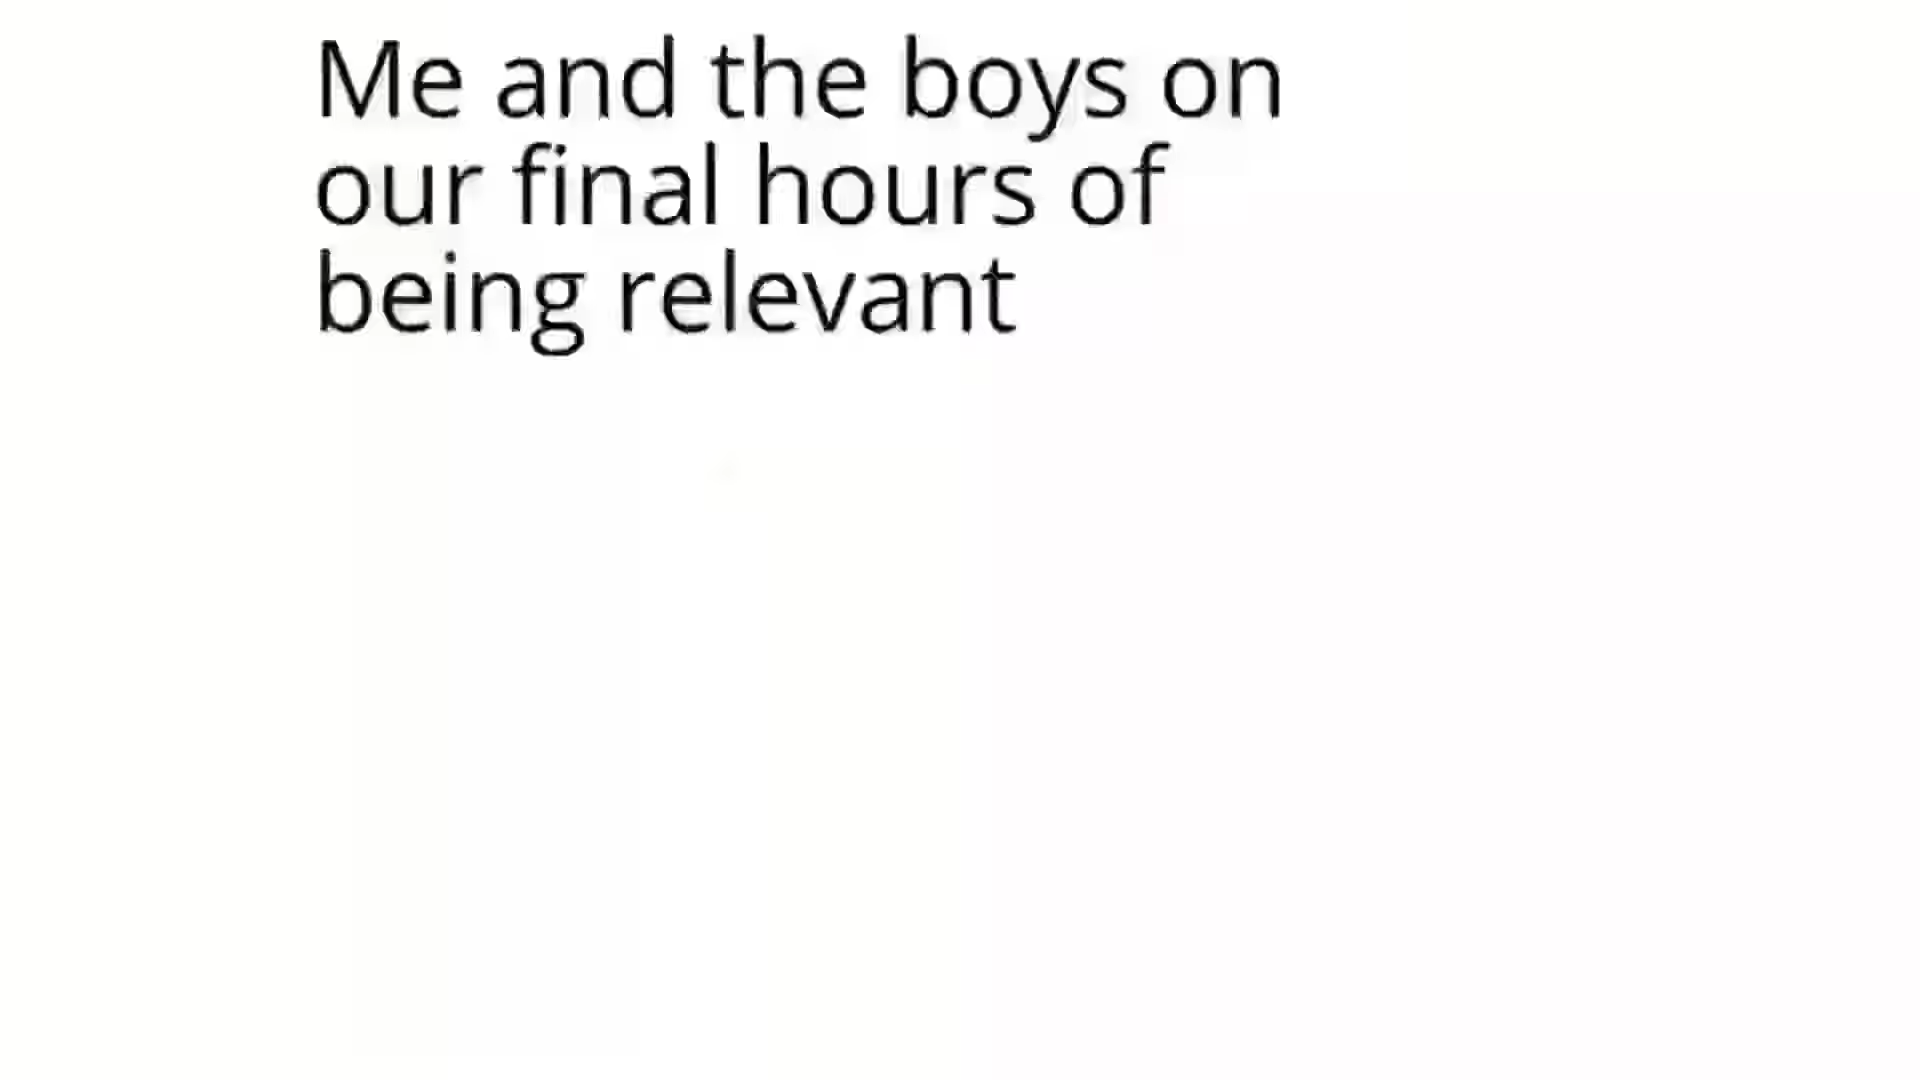 Me and the boys on
our final hours of
being relevant